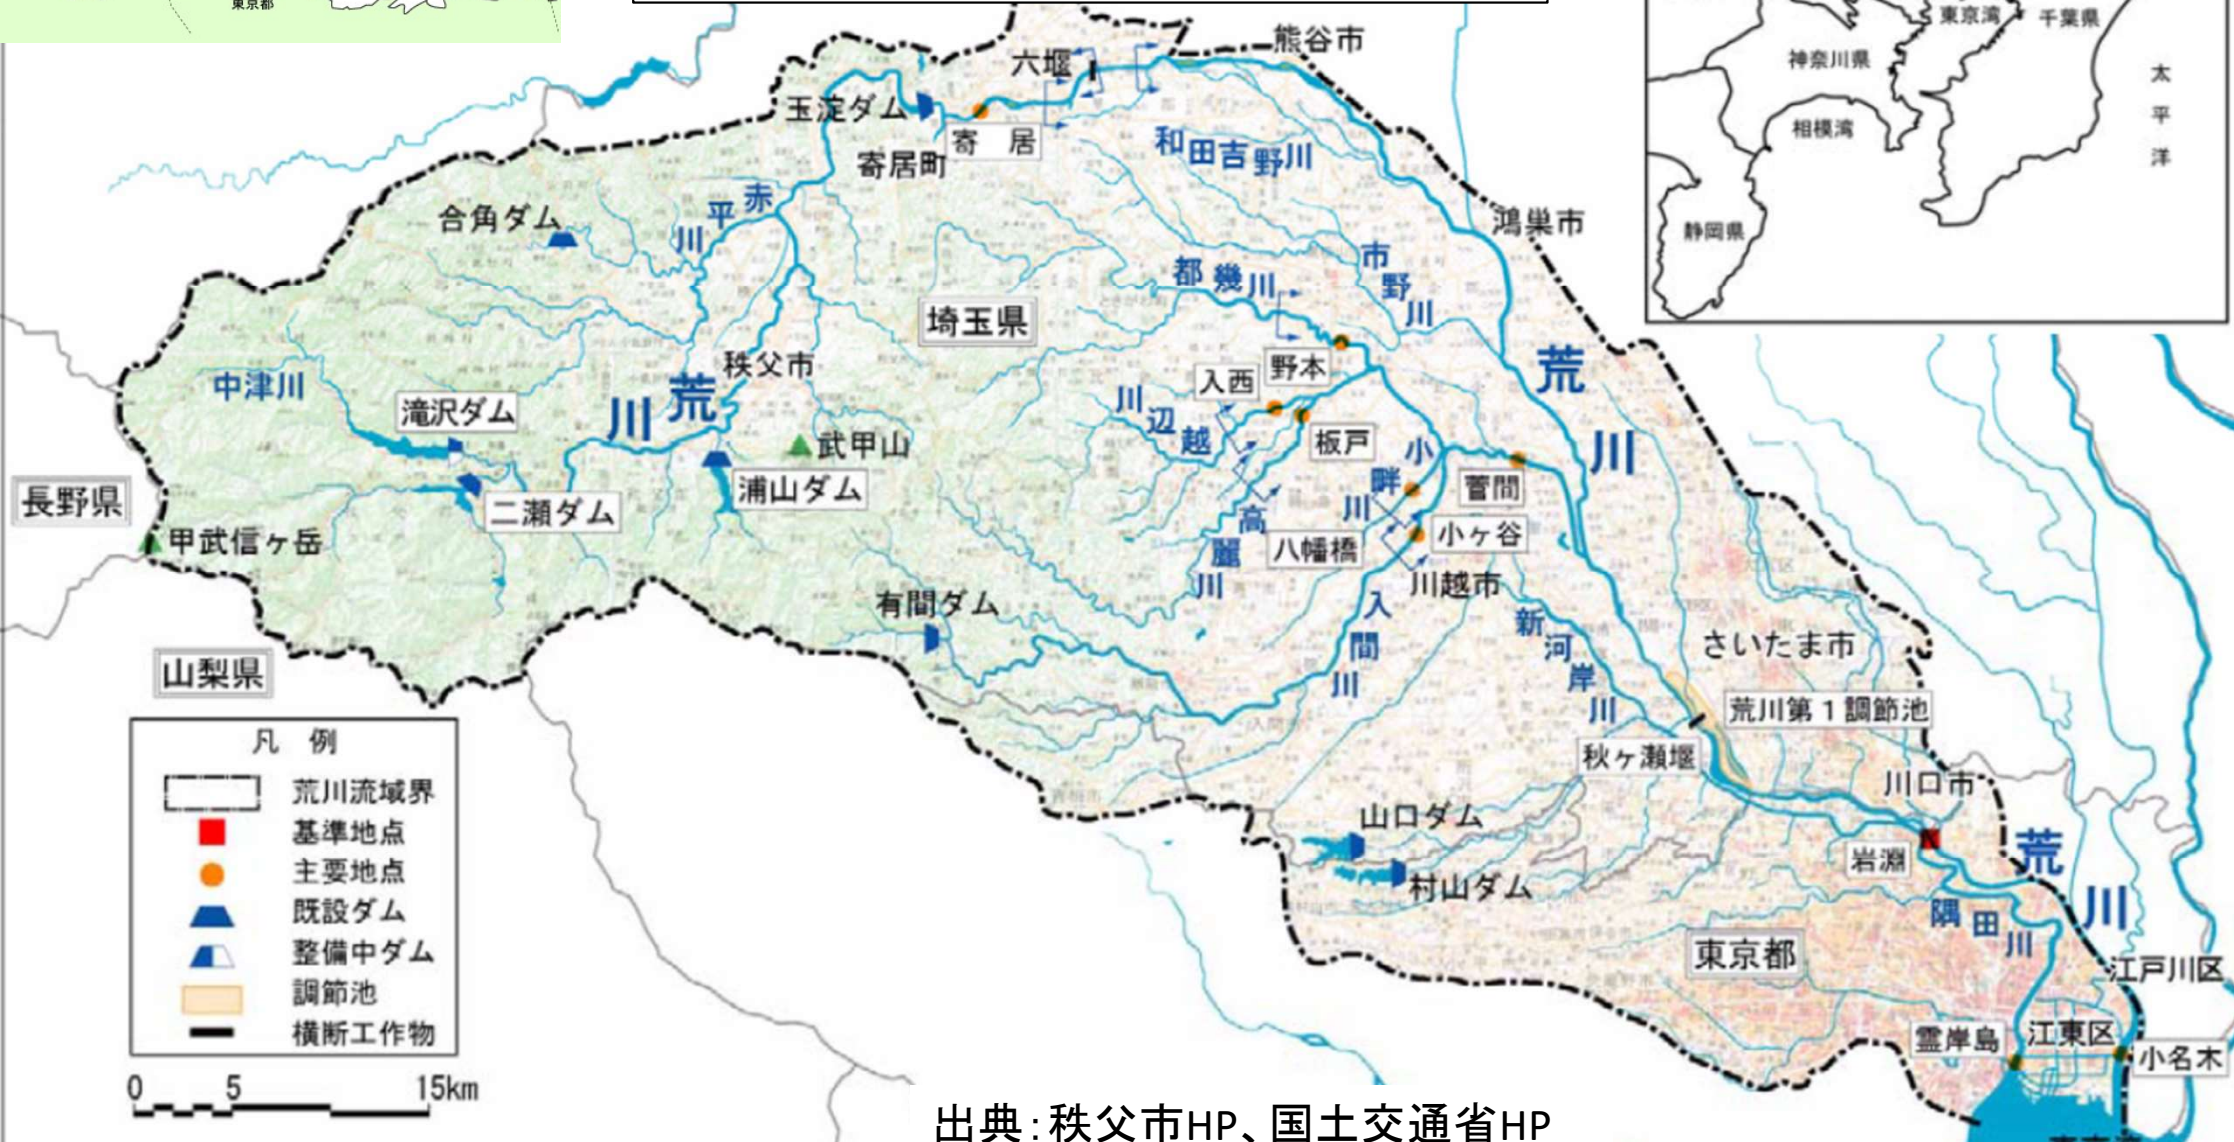 東京都
東京湾
千葉県
神奈川県
太平洋
相模湾
静岡県
熊谷市
六堰
玉淀ダム
寄居
寄居町
和田吉野川
赤平川
合角ダム
鴻巣市
市野川
都幾川
埼玉県
秩父市
荒川
荒川
野本
入西
越辺川
中津川
滝沢ダム
武甲山
板戸
小畔川
菅間
浦山ダム
長野県
二瀬ダム
甲武信ヶ岳
高麗川
八幡橋
小ヶ谷
川越市
有間ダム
入間川
新河岸川
さいたま市
山梨県
荒川第1調節池
秋ヶ瀬堰
川口市
山口ダム
村山ダム
岩淵
荒川
隅田川
東京都
江戸川区
霊岸島
江東区
小名木
凡 例
荒川流域界
基準地点
主要地点
既設ダム
整備中ダム
調節池
横断工作物
0 5 15km
出典:秩父市HP、国土交通省HP